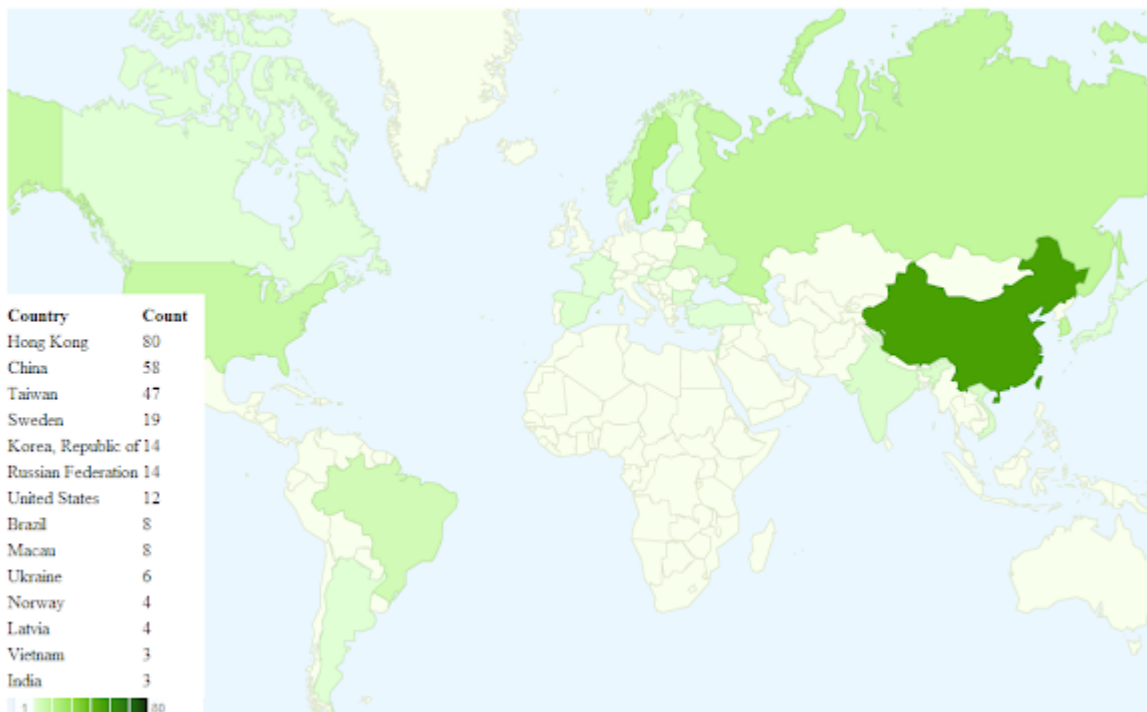 Country Count
Hong Kong 80
China 58
Taiwan 47
Sweden 19
Korea, Republic of 14
Russian Federation 14
United States 12
Brazil 8
Macau 8
Ukraine 6
Norway 4
Latvia 4
Vietnam 3
India 3
1 80